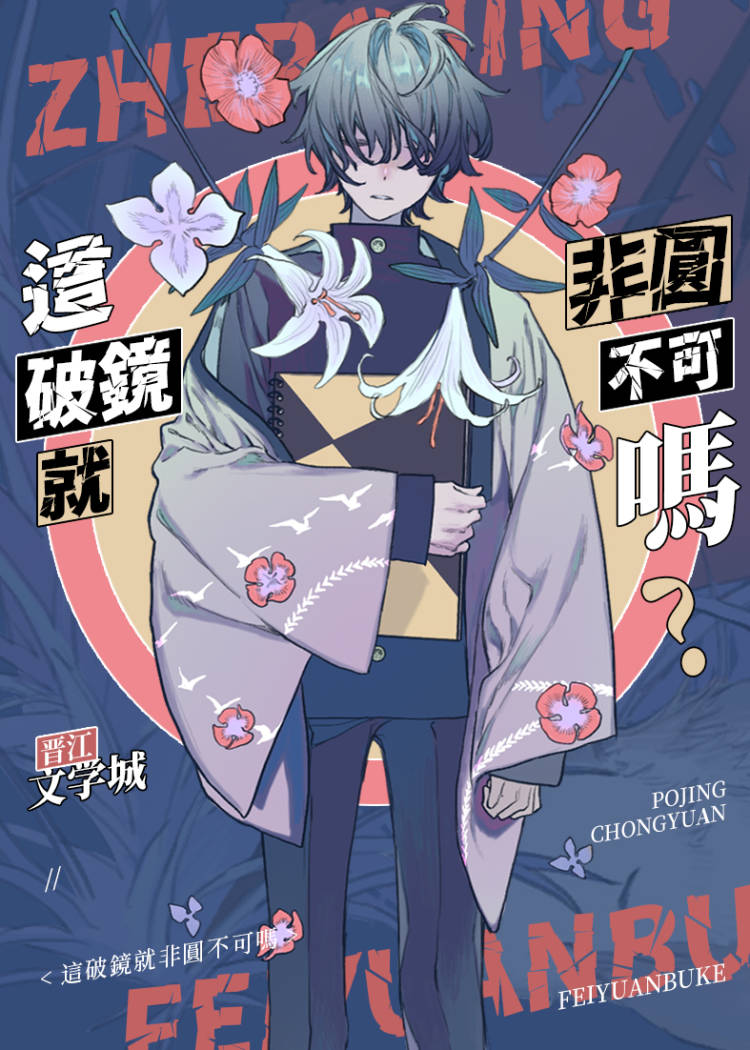 這
破鏡
就
非圓
不可
嗎
?
晋江
文学城
POJING
CHONGYUAN
//
<這破鏡就非圓不可嗎>
FEIYUANBUKE